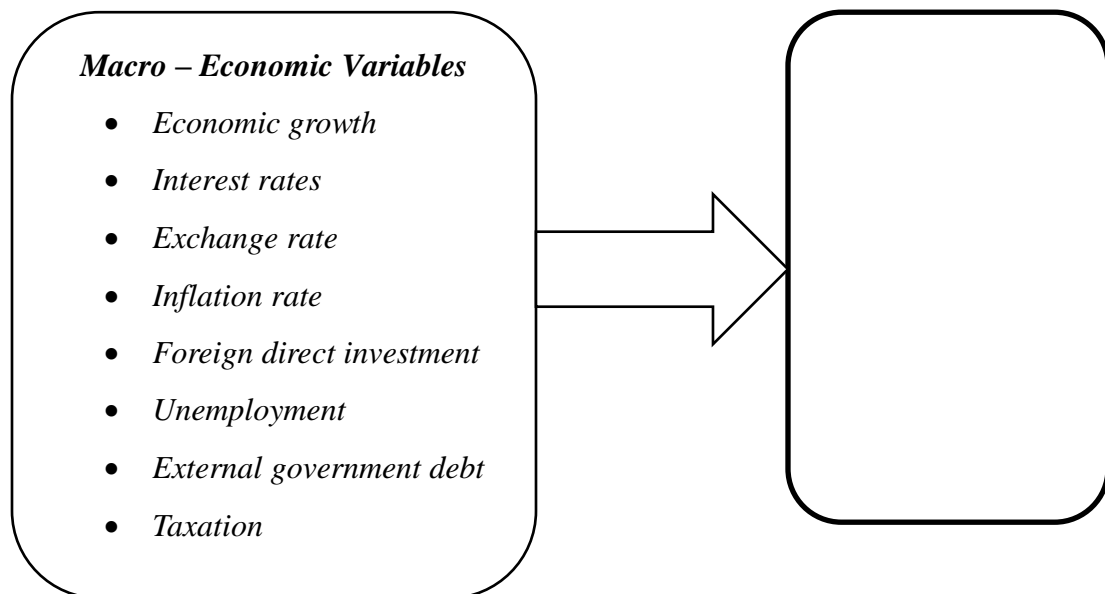 Macro – Economic Variables
• Economic growth
• Interest rates
• Exchange rate
• Inflation rate
• Foreign direct investment
• Unemployment
• External government debt
• Taxation